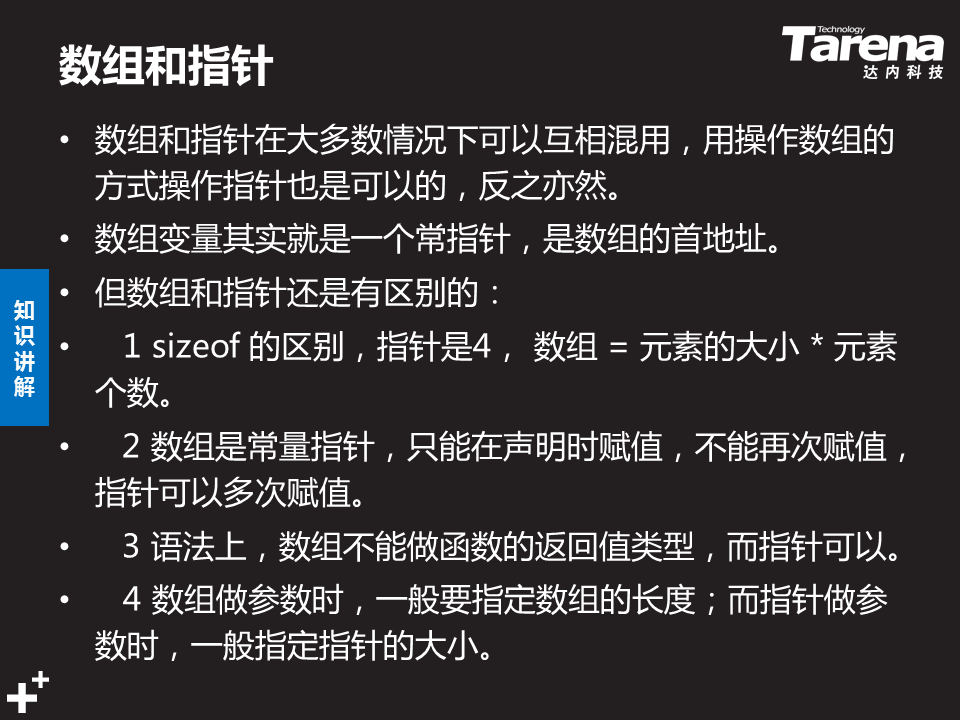 数组和指针
Technology
Tarena
达内科技
• 数组和指针在大多数情况下可以互相混用，用操作数组的
方式操作指针也是可以的，反之亦然。
• 数组变量其实就是一个常指针，是数组的首地址。
• 但数组和指针还是有区别的：
• 1 sizeof 的区别，指针是4， 数组 = 元素的大小 * 元素
个数。
• 2 数组是常量指针，只能在声明时赋值，不能再次赋值，
指针可以多次赋值。
• 3 语法上，数组不能做函数的返回值类型，而指针可以。
• 4 数组做参数时，一般要指定数组的长度；而指针做参
数时，一般指定指针的大小。
知
识
讲
解